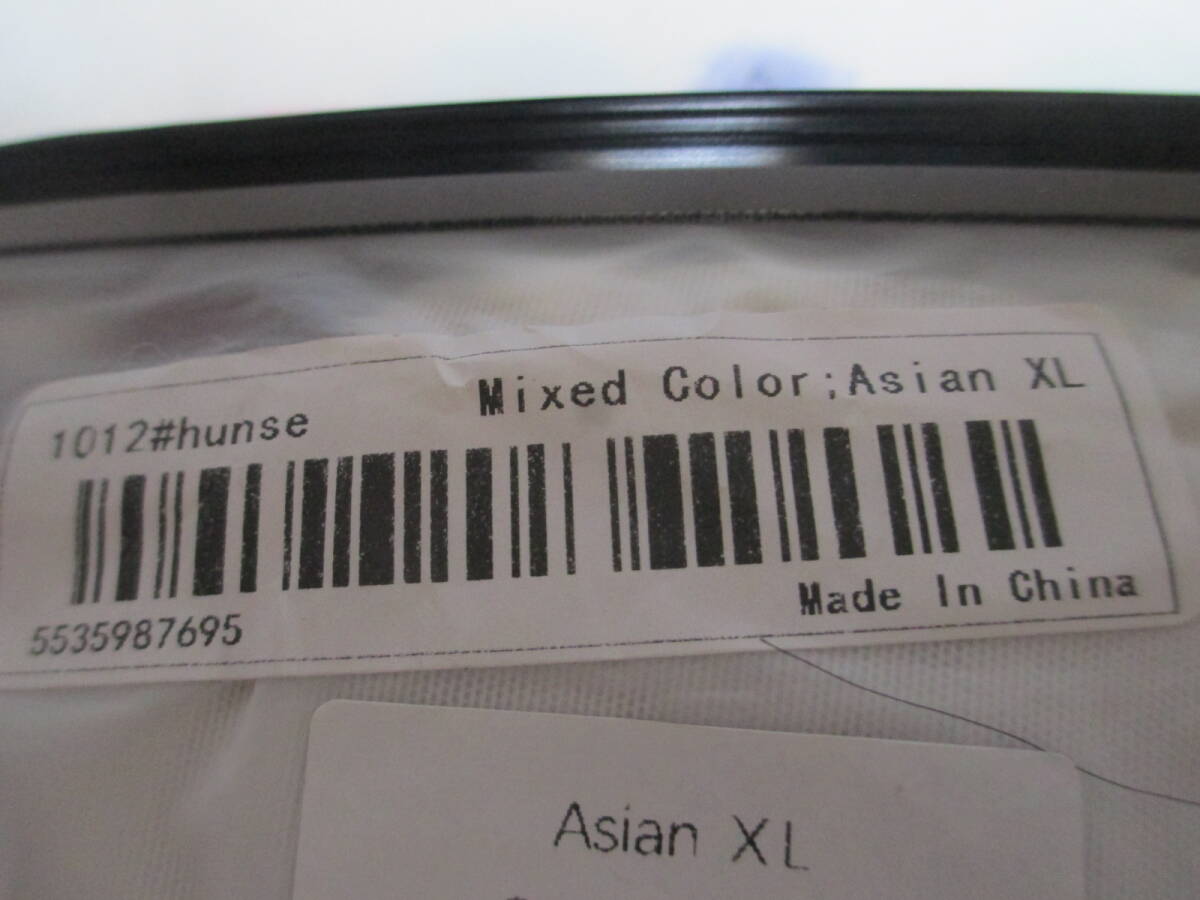 1012#hunse
Mixed Color;Asian XL
5535987695
Made In China
Asian XL